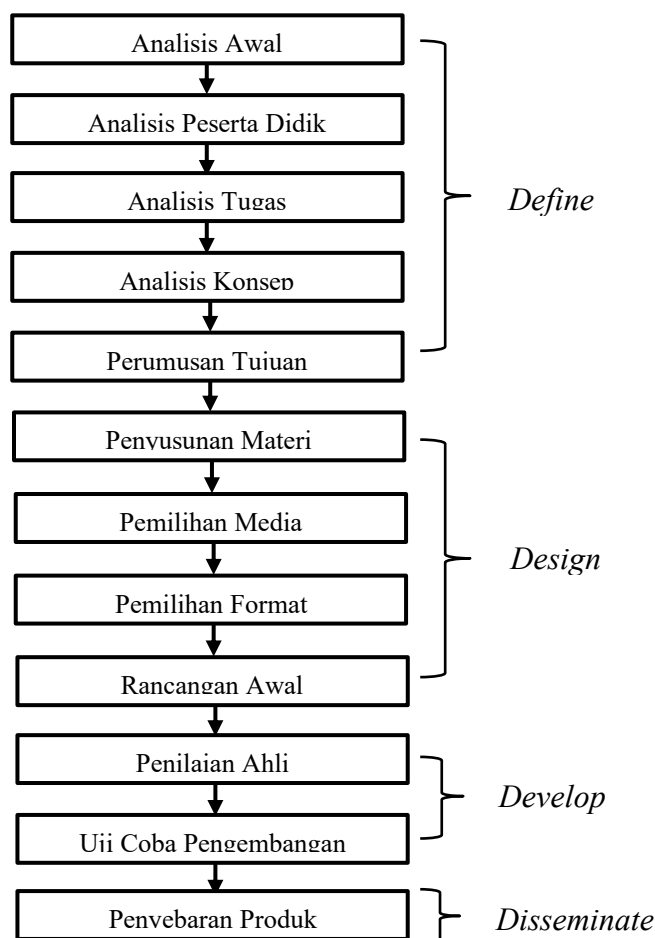 Analisis Awal
Analisis Peserta Didik
Analisis Tugas
Analisis Konsep
Perumusan Tujuan
Define
Penyusunan Materi
Pemilihan Media
Pemilihan Format
Rancangan Awal
Design
Penilaian Ahli
Uji Coba Pengembangan
Develop
Penyebaran Produk
Disseminate